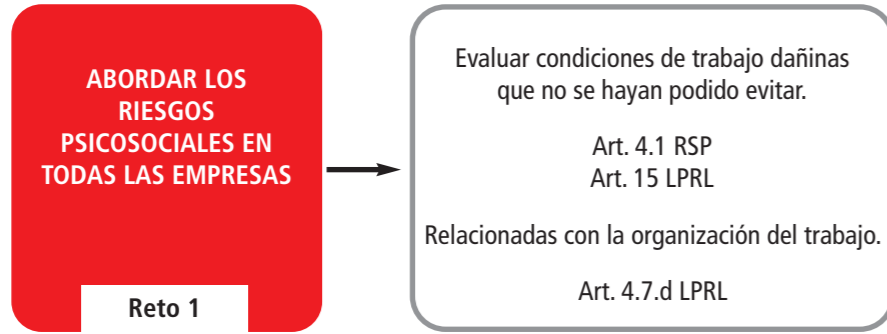 ABORDAR LOS
RIESGOS
PSICOSOCIALES EN
TODAS LAS EMPRESAS
Reto 1
Evaluar condiciones de trabajo dañinas
que no se hayan podido evitar.
Art. 4.1 RSP
Art. 15 LPRL
Relacionadas con la organización del trabajo.
Art. 4.7.d LPRL